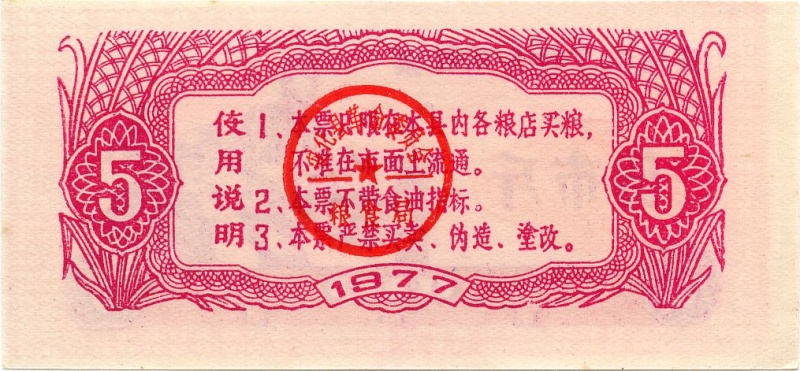 使用说明
1、本票只限在本县内各粮店买粮,
不准在市面上流通。
2、本票不带食油指标。
3、本票严禁买卖、伪造、塗改。
粮食局
5
5
1977